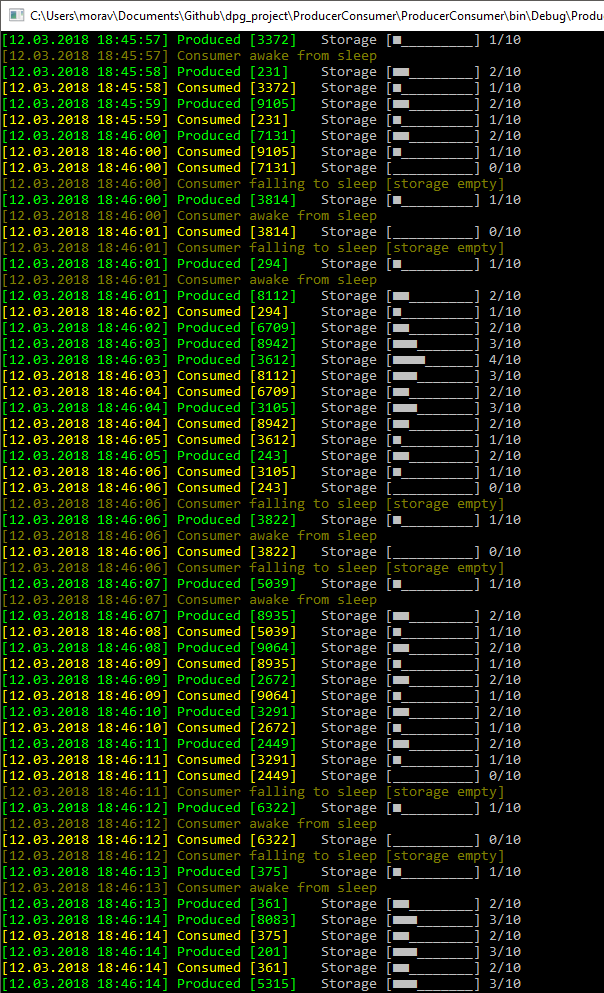 C:\Users\morav\Documents\Github\dpg_project\ProducerConsumer\ProducerConsumer\bin\Debug\Produ
[12.03.2018 18:45:57] Produced [3372] Storage [■__________] 1/10
[12.03.2018 18:45:57] Consumer awake from sleep
[12.03.2018 18:45:58] Produced [231] Storage [■■________] 2/10
[12.03.2018 18:45:58] Consumed [3372] Storage [■_________] 1/10
[12.03.2018 18:45:59] Produced [9105] Storage [■■________] 2/10
[12.03.2018 18:45:59] Consumed [231] Storage [■_________] 1/10
[12.03.2018 18:46:00] Produced [7131] Storage [■■________] 2/10
[12.03.2018 18:46:00] Consumed [9105] Storage [■_________] 1/10
[12.03.2018 18:46:00] Consumed [7131] Storage [__________] 0/10
[12.03.2018 18:46:00] Consumer falling to sleep [storage empty]
[12.03.2018 18:46:00] Produced [3814] Storage [■_________] 1/10
[12.03.2018 18:46:00] Consumer awake from sleep
[12.03.2018 18:46:01] Consumed [3814] Storage [__________] 0/10
[12.03.2018 18:46:01] Consumer falling to sleep [storage empty]
[12.03.2018 18:46:01] Produced [294] Storage [■_________] 1/10
[12.03.2018 18:46:01] Consumer awake from sleep
[12.03.2018 18:46:01] Produced [8112] Storage [■■________] 2/10
[12.03.2018 18:46:02] Consumed [294] Storage [■_________] 1/10
[12.03.2018 18:46:02] Produced [6709] Storage [■■________] 2/10
[12.03.2018 18:46:03] Produced [8942] Storage [■■■_______] 3/10
[12.03.2018 18:46:03] Produced [3612] Storage [■■■■______] 4/10
[12.03.2018 18:46:03] Consumed [8112] Storage [■■■_______] 3/10
[12.03.2018 18:46:04] Consumed [6709] Storage [■■________] 2/10
[12.03.2018 18:46:04] Produced [3105] Storage [■■■_______] 3/10
[12.03.2018 18:46:04] Consumed [8942] Storage [■■________] 2/10
[12.03.2018 18:46:05] Consumed [3612] Storage [■_________] 1/10
[12.03.2018 18:46:05] Produced [243] Storage [■■________] 2/10
[12.03.2018 18:46:06] Consumed [3105] Storage [■_________] 1/10
[12.03.2018 18:46:06] Consumed [243] Storage [__________] 0/10
[12.03.2018 18:46:06] Consumer falling to sleep [storage empty]
[12.03.2018 18:46:06] Produced [3822] Storage [■_________] 1/10
[12.03.2018 18:46:06] Consumer awake from sleep
[12.03.2018 18:46:06] Consumed [3822] Storage [__________] 0/10
[12.03.2018 18:46:06] Consumer falling to sleep [storage empty]
[12.03.2018 18:46:07] Produced [5039] Storage [■_________] 1/10
[12.03.2018 18:46:07] Consumer awake from sleep
[12.03.2018 18:46:07] Produced [8935] Storage [■■________] 2/10
[12.03.2018 18:46:08] Consumed [5039] Storage [■_________] 1/10
[12.03.2018 18:46:08] Produced [9064] Storage [■■________] 2/10
[12.03.2018 18:46:09] Consumed [8935] Storage [■_________] 1/10
[12.03.2018 18:46:09] Produced [2672] Storage [■■________] 2/10
[12.03.2018 18:46:09] Consumed [9064] Storage [■_________] 1/10
[12.03.2018 18:46:10] Produced [3291] Storage [■■________] 2/10
[12.03.2018 18:46:10] Consumed [2672] Storage [■_________] 1/10
[12.03.2018 18:46:11] Produced [2449] Storage [■■________] 2/10
[12.03.2018 18:46:11] Consumed [3291] Storage [■_________] 1/10
[12.03.2018 18:46:11] Consumed [2449] Storage [__________] 0/10
[12.03.2018 18:46:11] Consumer falling to sleep [storage empty]
[12.03.2018 18:46:12] Produced [6322] Storage [■_________] 1/10
[12.03.2018 18:46:12] Consumer awake from sleep
[12.03.2018 18:46:12] Consumed [6322] Storage [__________] 0/10
[12.03.2018 18:46:12] Consumer falling to sleep [storage empty]
[12.03.2018 18:46:13] Produced [375] Storage [■_________] 1/10
[12.03.2018 18:46:13] Consumer awake from sleep
[12.03.2018 18:46:13] Produced [361] Storage [■■________] 2/10
[12.03.2018 18:46:14] Produced [8083] Storage [■■■_______] 3/10
[12.03.2018 18:46:14] Consumed [375] Storage [■■________] 2/10
[12.03.2018 18:46:14] Produced [201] Storage [■■■_______] 3/10
[12.03.2018 18:46:14] Consumed [361] Storage [■■________] 2/10
[12.03.2018 18:46:14] Produced [5315] Storage [■■■_______] 3/10